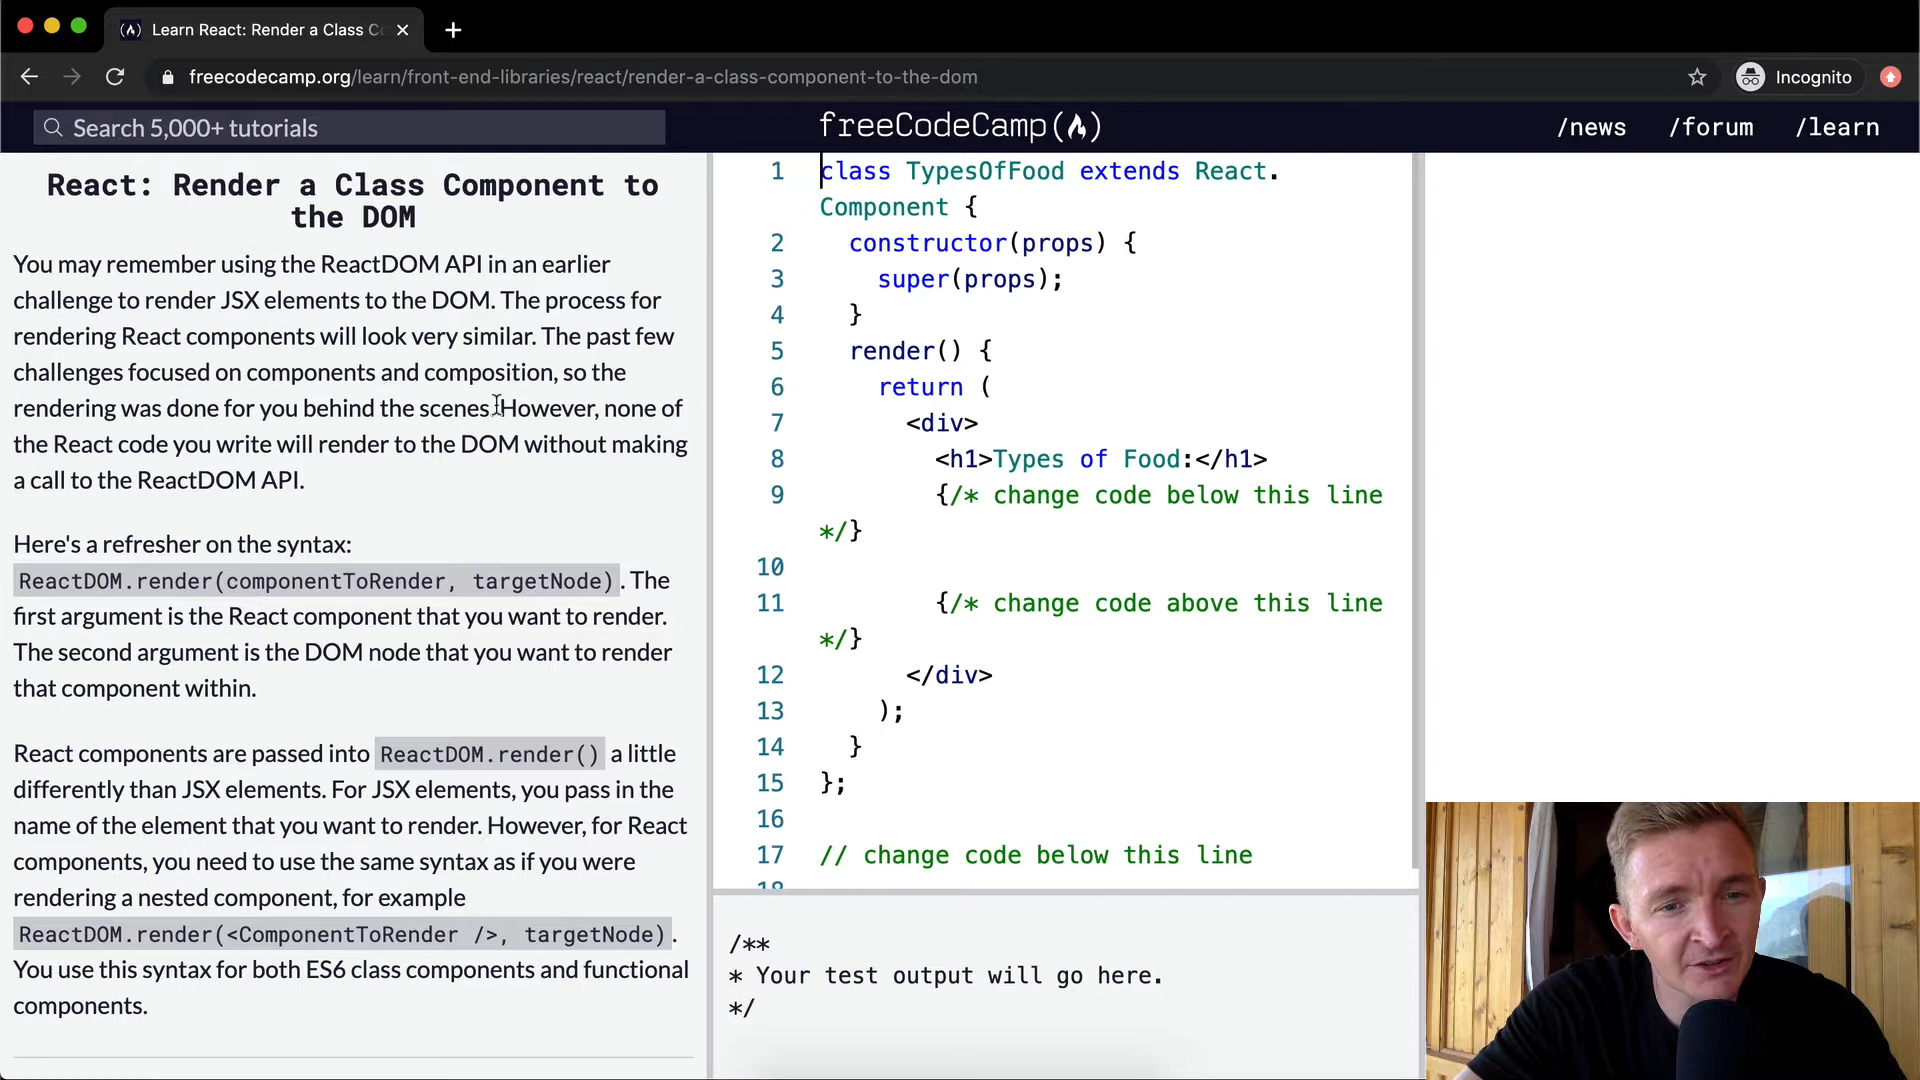 Learn React: Render a Class Co
freecodecamp.org/learn/front-end-libraries/react/render-a-class-component-to-the-dom
Incognito
Search 5,000+ tutorials
freeCodeCamp
/news /forum /learn
React: Render a Class Component to
the DOM
You may remember using the ReactDOM API in an earlier
challenge to render JSX elements to the DOM. The process for
rendering React components will look very similar. The past few
challenges focused on components and composition, so the
rendering was done for you behind the scenes. However, none of
the React code you write will render to the DOM without making
a call to the ReactDOM API.
Here's a refresher on the syntax:
ReactDOM.render(componentToRender, targetNode). The
first argument is the React component that you want to render.
The second argument is the DOM node that you want to render
that component within.
React components are passed into ReactDOM.render() a little
differently than JSX elements. For JSX elements, you pass in the
name of the element that you want to render. However, for React
components, you need to use the same syntax as if you were
rendering a nested component, for example
ReactDOM.render(<ComponentToRender />, targetNode).
You use this syntax for both ES6 class components and functional
components.
1 class TypesOfFood extends React.
Component {
2 constructor(props) {
3 super(props);
4 }
5 render() {
6 return (
7 <div>
8 <h1>Types of Food:</h1>
9 {/* change code below this line
*/}
10
11 {/* change code above this line
*/}
12 </div>
13 );
14 }
15 };
16
17 // change code below this line
18
/**
* Your test output will go here.
*/